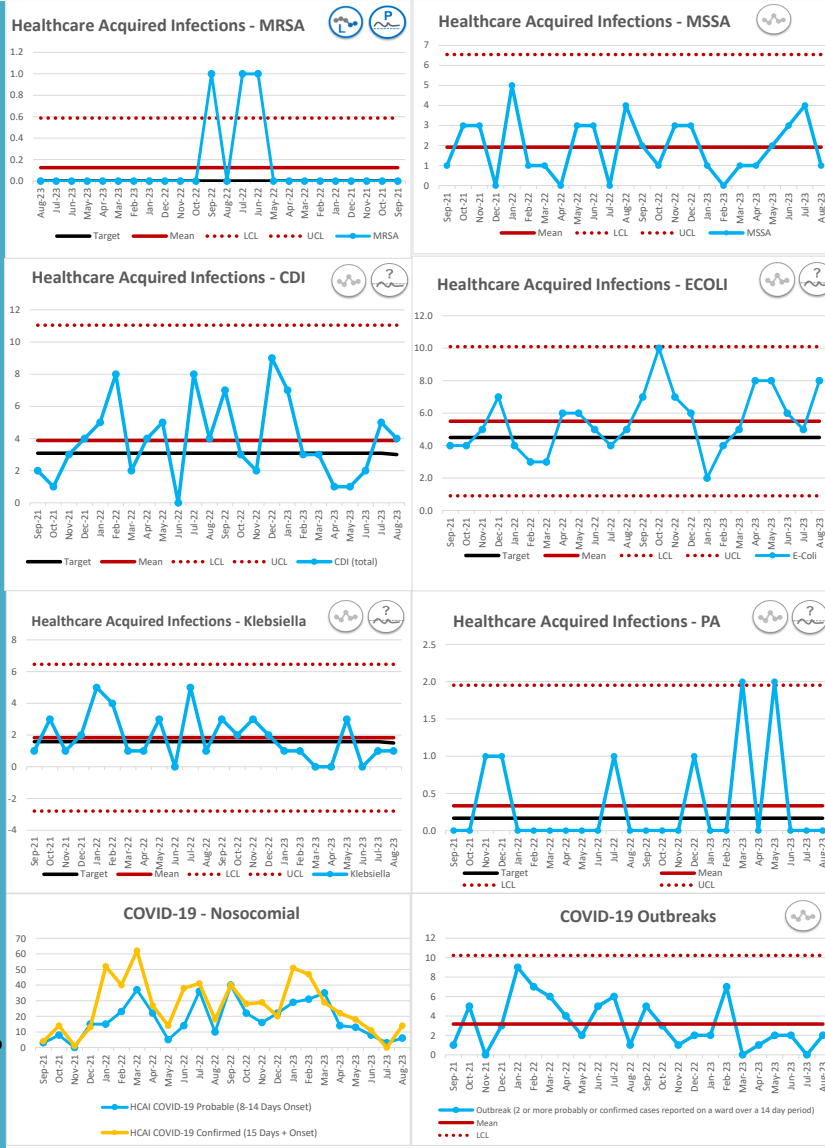 Healthcare Acquired Infections - MRSA
L
P
1.2
1.0
0.8
0.6
0.4
0.2
0.0
Aug-23 Jul-23 Jun-23 May-23 Apr-23 Mar-23 Feb-23 Jan-23 Dec-22 Nov-22 Oct-22 Sep-22 Aug-22 Jul-22 Jun-22 May-22 Apr-22 Mar-22 Feb-22 Jan-22 Dec-21 Nov-21 Oct-21 Sep-21
Target Mean LCL UCL MRSA
Healthcare Acquired Infections - MSSA
7
6
5
4
3
2
1
0
Sep-21 Oct-21 Nov-21 Dec-21 Jan-22 Feb-22 Mar-22 Apr-22 May-22 Jun-22 Jul-22 Aug-22 Sep-22 Oct-22 Nov-22 Dec-22 Jan-23 Feb-23 Mar-23 Apr-23 May-23 Jun-23 Jul-23 Aug-23
Mean LCL UCL MSSA
Healthcare Acquired Infections - CDI
?
12
10
8
6
4
2
0
Sep-21 Oct-21 Nov-21 Dec-21 Jan-22 Feb-22 Mar-22 Apr-22 May-22 Jun-22 Jul-22 Aug-22 Sep-22 Oct-22 Nov-22 Dec-22 Jan-23 Feb-23 Mar-23 Apr-23 May-23 Jun-23 Jul-23 Aug-23
Target Mean LCL UCL CDI (total)
Healthcare Acquired Infections - ECOLI
?
12.0
10.0
8.0
6.0
4.0
2.0
0.0
Sep-21 Oct-21 Nov-21 Dec-21 Jan-22 Feb-22 Mar-22 Apr-22 May-22 Jun-22 Jul-22 Aug-22 Sep-22 Oct-22 Nov-22 Dec-22 Jan-23 Feb-23 Mar-23 Apr-23 May-23 Jun-23 Jul-23 Aug-23
Target Mean LCL UCL E-Coli
Healthcare Acquired Infections - Klebsiella
?
8
6
4
2
0
-2
-4
Sep-21 Oct-21 Nov-21 Dec-21 Jan-22 Feb-22 Mar-22 Apr-22 May-22 Jun-22 Jul-22 Aug-22 Sep-22 Oct-22 Nov-22 Dec-22 Jan-23 Feb-23 Mar-23 Apr-23 May-23 Jun-23 Jul-23 Aug-23
Target Mean LCL UCL Klebsiella
Healthcare Acquired Infections - PA
?
2.5
2.0
1.5
1.0
0.5
0.0
Sep-21 Oct-21 Nov-21 Dec-21 Jan-22 Feb-22 Mar-22 Apr-22 May-22 Jun-22 Jul-22 Aug-22 Sep-22 Oct-22 Nov-22 Dec-22 Jan-23 Feb-23 Mar-23 Apr-23 May-23 Jun-23 Jul-23 Aug-23
Target Mean
LCL UCL
COVID-19 - Nosocomial
70
60
50
40
30
20
10
0
Sep-21 Oct-21 Nov-21 Dec-21 Jan-22 Feb-22 Mar-22 Apr-22 May-22 Jun-22 Jul-22 Aug-22 Sep-22 Oct-22 Nov-22 Dec-22 Jan-23 Feb-23 Mar-23 Apr-23 May-23 Jun-23 Jul-23 Aug-23
HCAI COVID-19 Probable (8-14 Days Onset)
HCAI COVID-19 Confirmed (15 Days + Onset)
COVID-19 Outbreaks
12
10
8
6
4
2
0
Sep-21 Oct-21 Nov-21 Dec-21 Jan-22 Feb-22 Mar-22 Apr-22 May-22 Jun-22 Jul-22 Aug-22 Sep-22 Oct-22 Nov-22 Dec-22 Jan-23 Feb-23 Mar-23 Apr-23 May-23 Jun-23 Jul-23 Aug-23
Outbreak (2 or more probably or confirmed cases reported on a ward over a 14 day period)
Mean
LCL